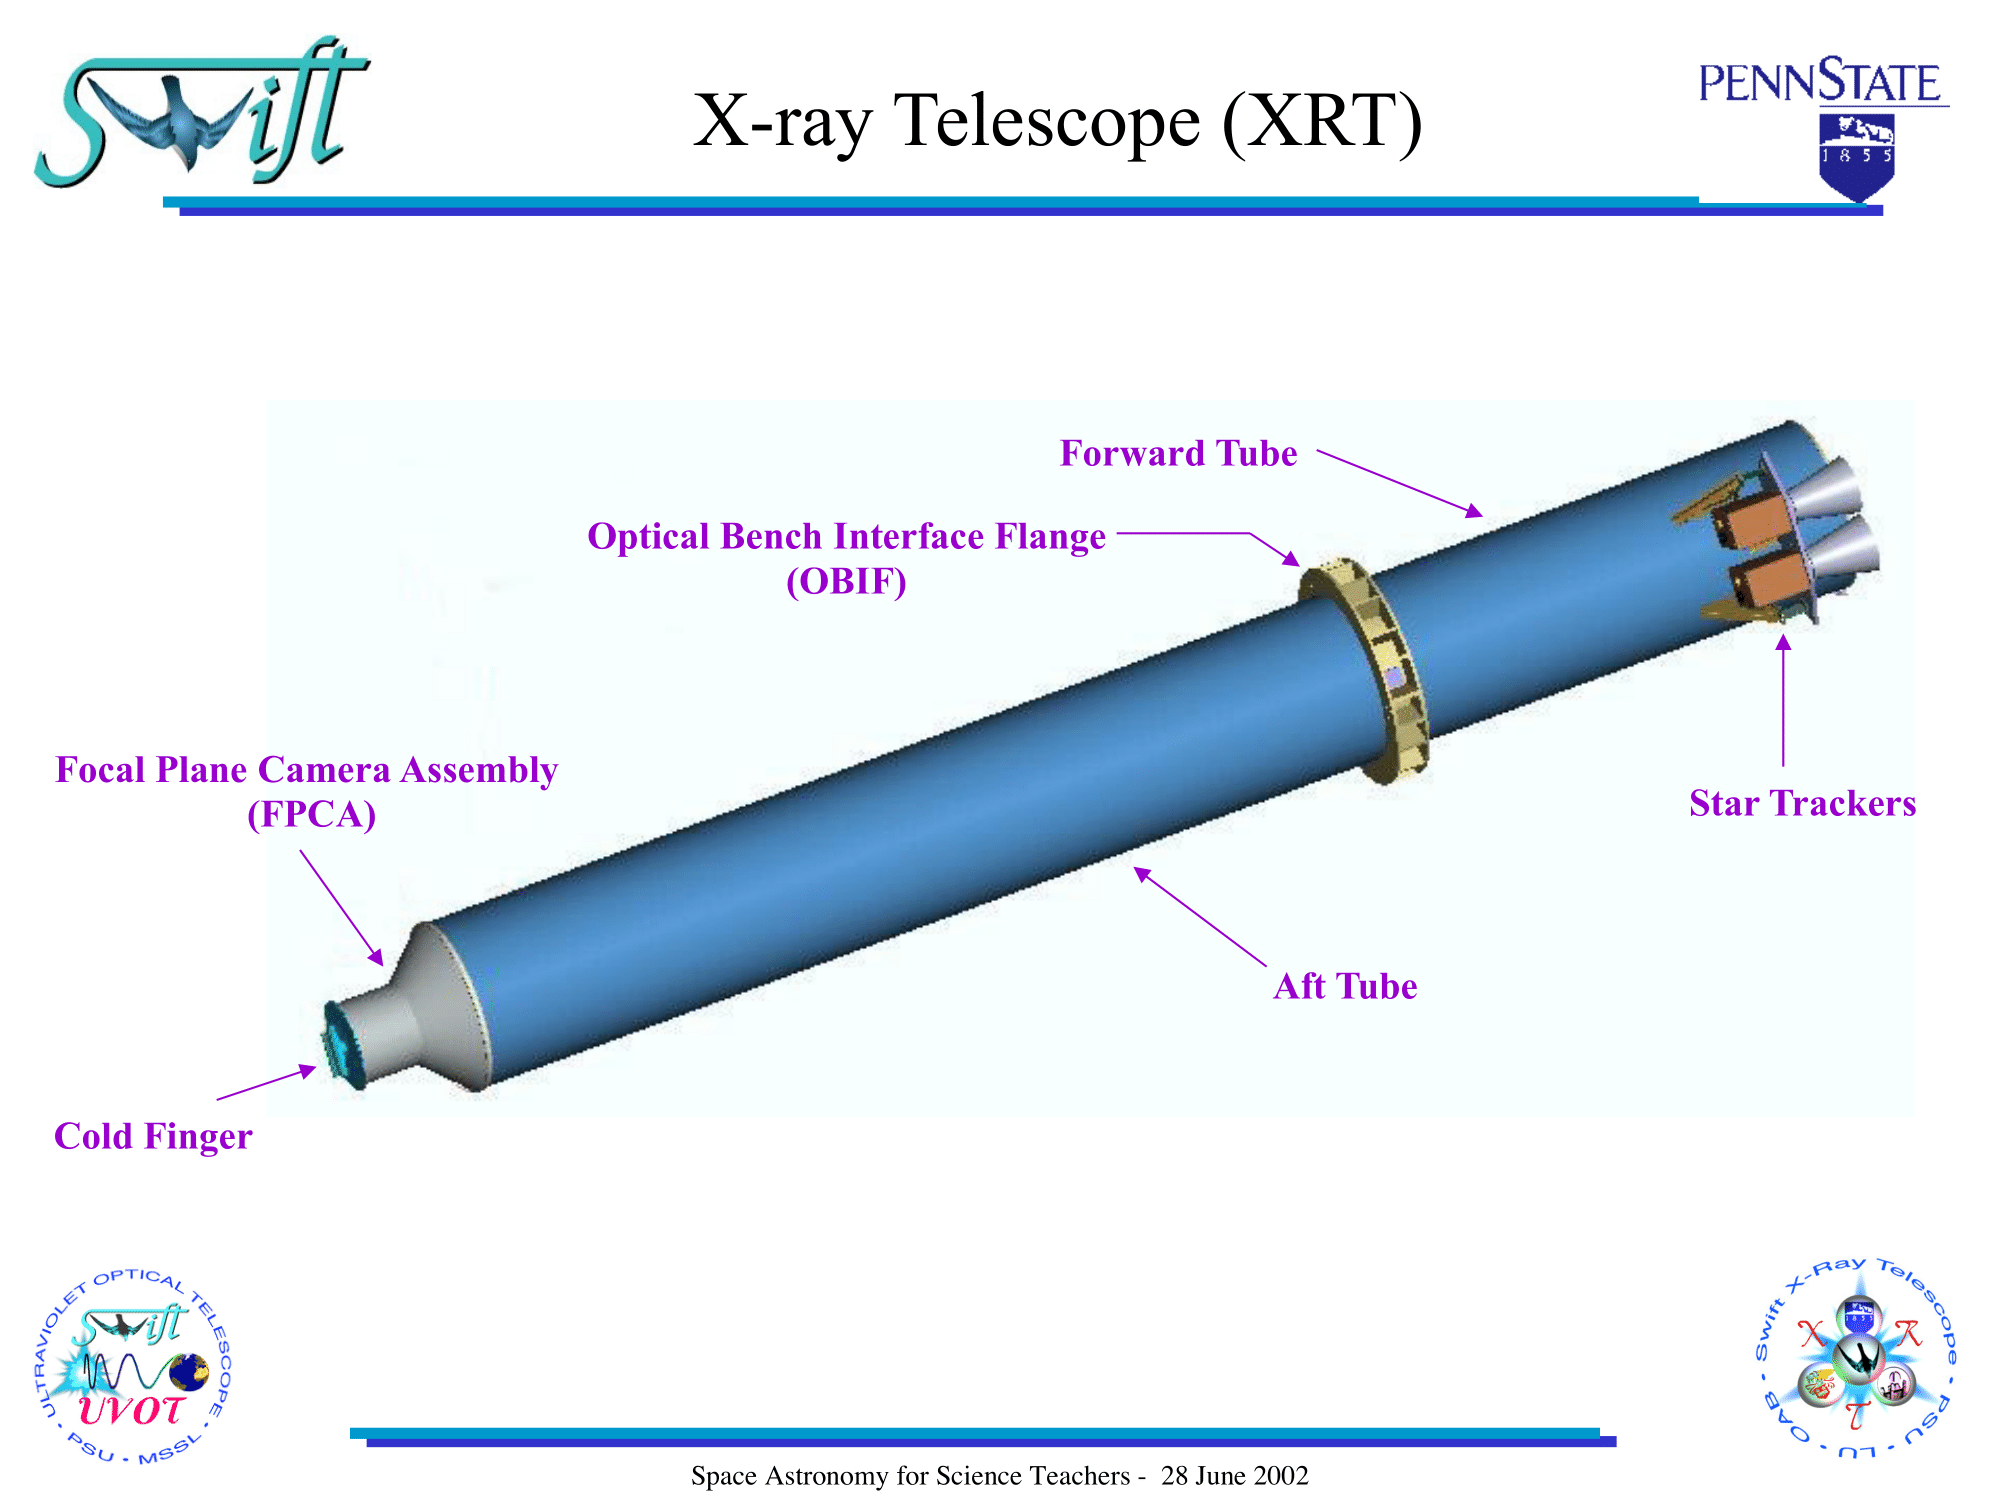 Swift
X-ray Telescope (XRT)
PENNSTATE
1855
Forward Tube
Optical Bench Interface Flange
(OBIF)
Focal Plane Camera Assembly
(FPCA)
Star Trackers
Aft Tube
Cold Finger
ULTRAVIOLET OPTICAL TELESCOPE • PSU • MSSL •
Swift
UVOT
Swift X-Ray Telescope • PSU • LU • OAB •
1855
X R
T
Space Astronomy for Science Teachers - 28 June 2002